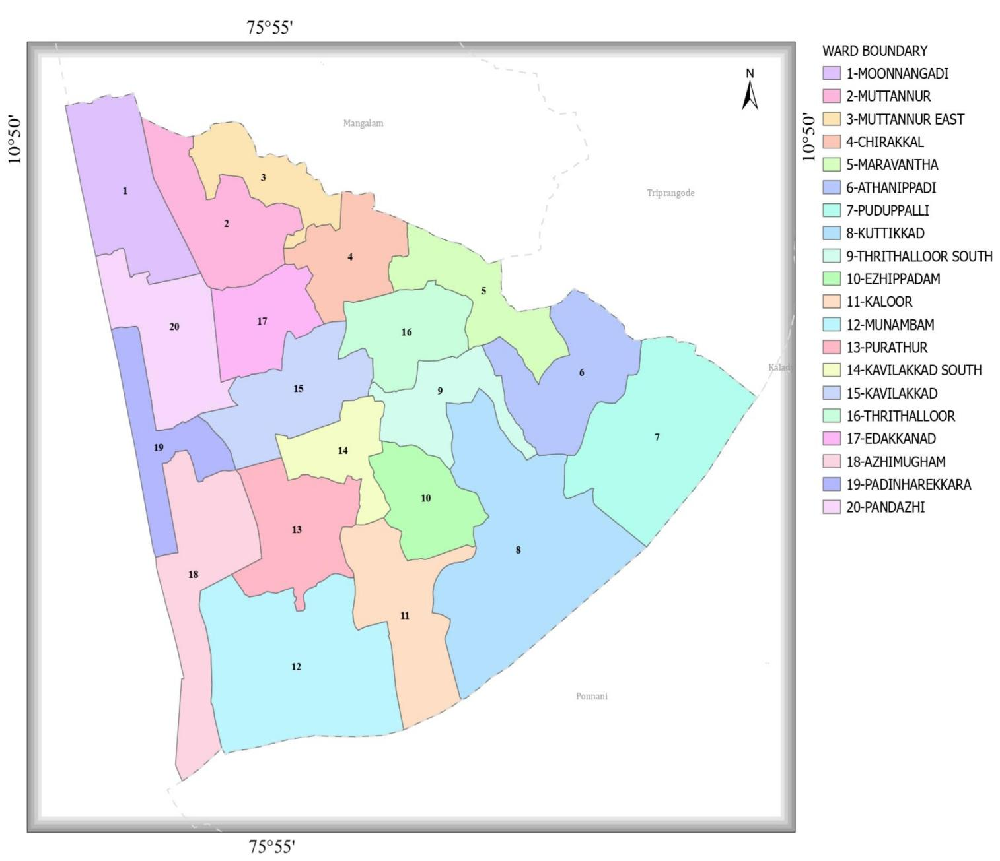 75°55'
WARD BOUNDARY
1-MOONNANGADI
2-MUTTANNUR
3-MUTTANNUR EAST
4-CHIRAKKAL
5-MARAVANTHA
6-ATHANIPPADI
7-PUDUPPALLI
8-KUTTIKKAD
9-THRITHALLOOR SOUTH
10-EZHIPPADAM
11-KALOOR
12-MUNAMBAM
13-PURATHUR
14-KAVILAKKAD SOUTH
15-KAVILAKKAD
16-THRITHALLOOR
17-EDAKKANAD
18-AZHIMUGHAM
19-PADINHAREKKARA
20-PANDAZHI
N
10°50'
10°50'
Mangalam
Triprangode
Kalad
Ponnani
1
2
3
4
5
6
7
8
9
10
11
12
13
14
15
16
17
18
19
20
75°55'